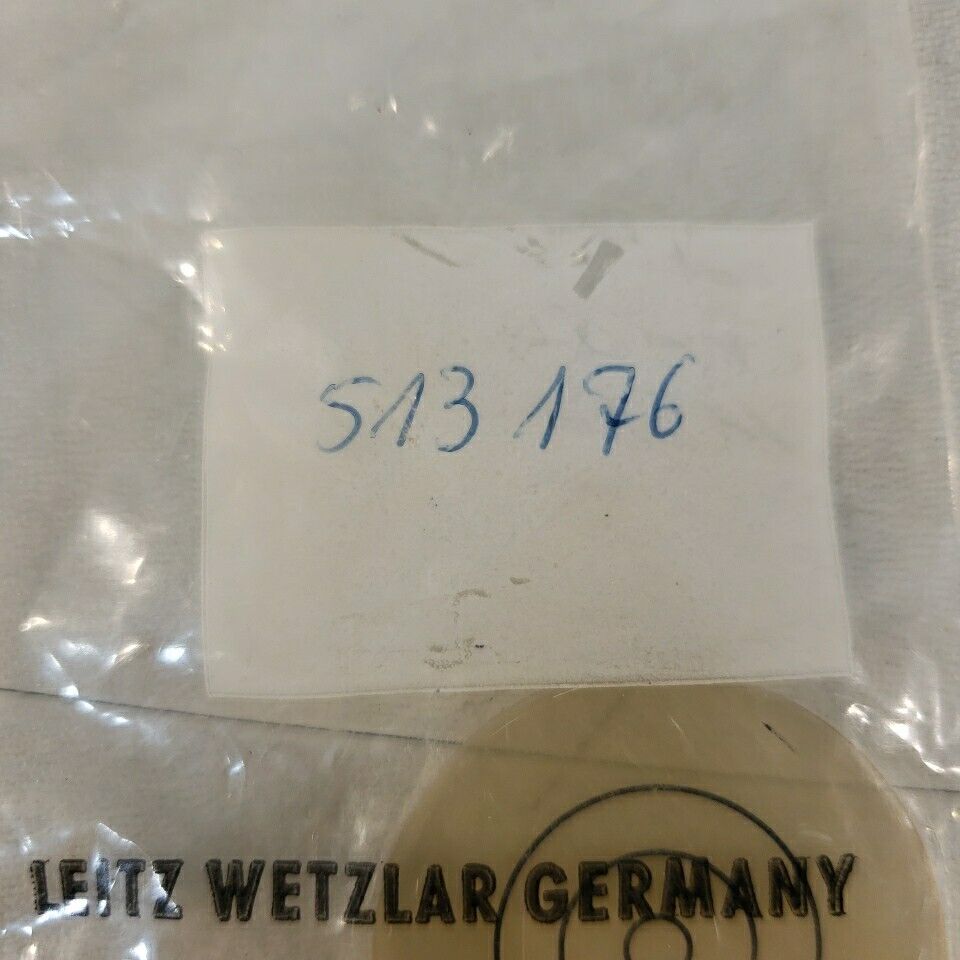 513 176
LEITZ WETZLAR GERMANY